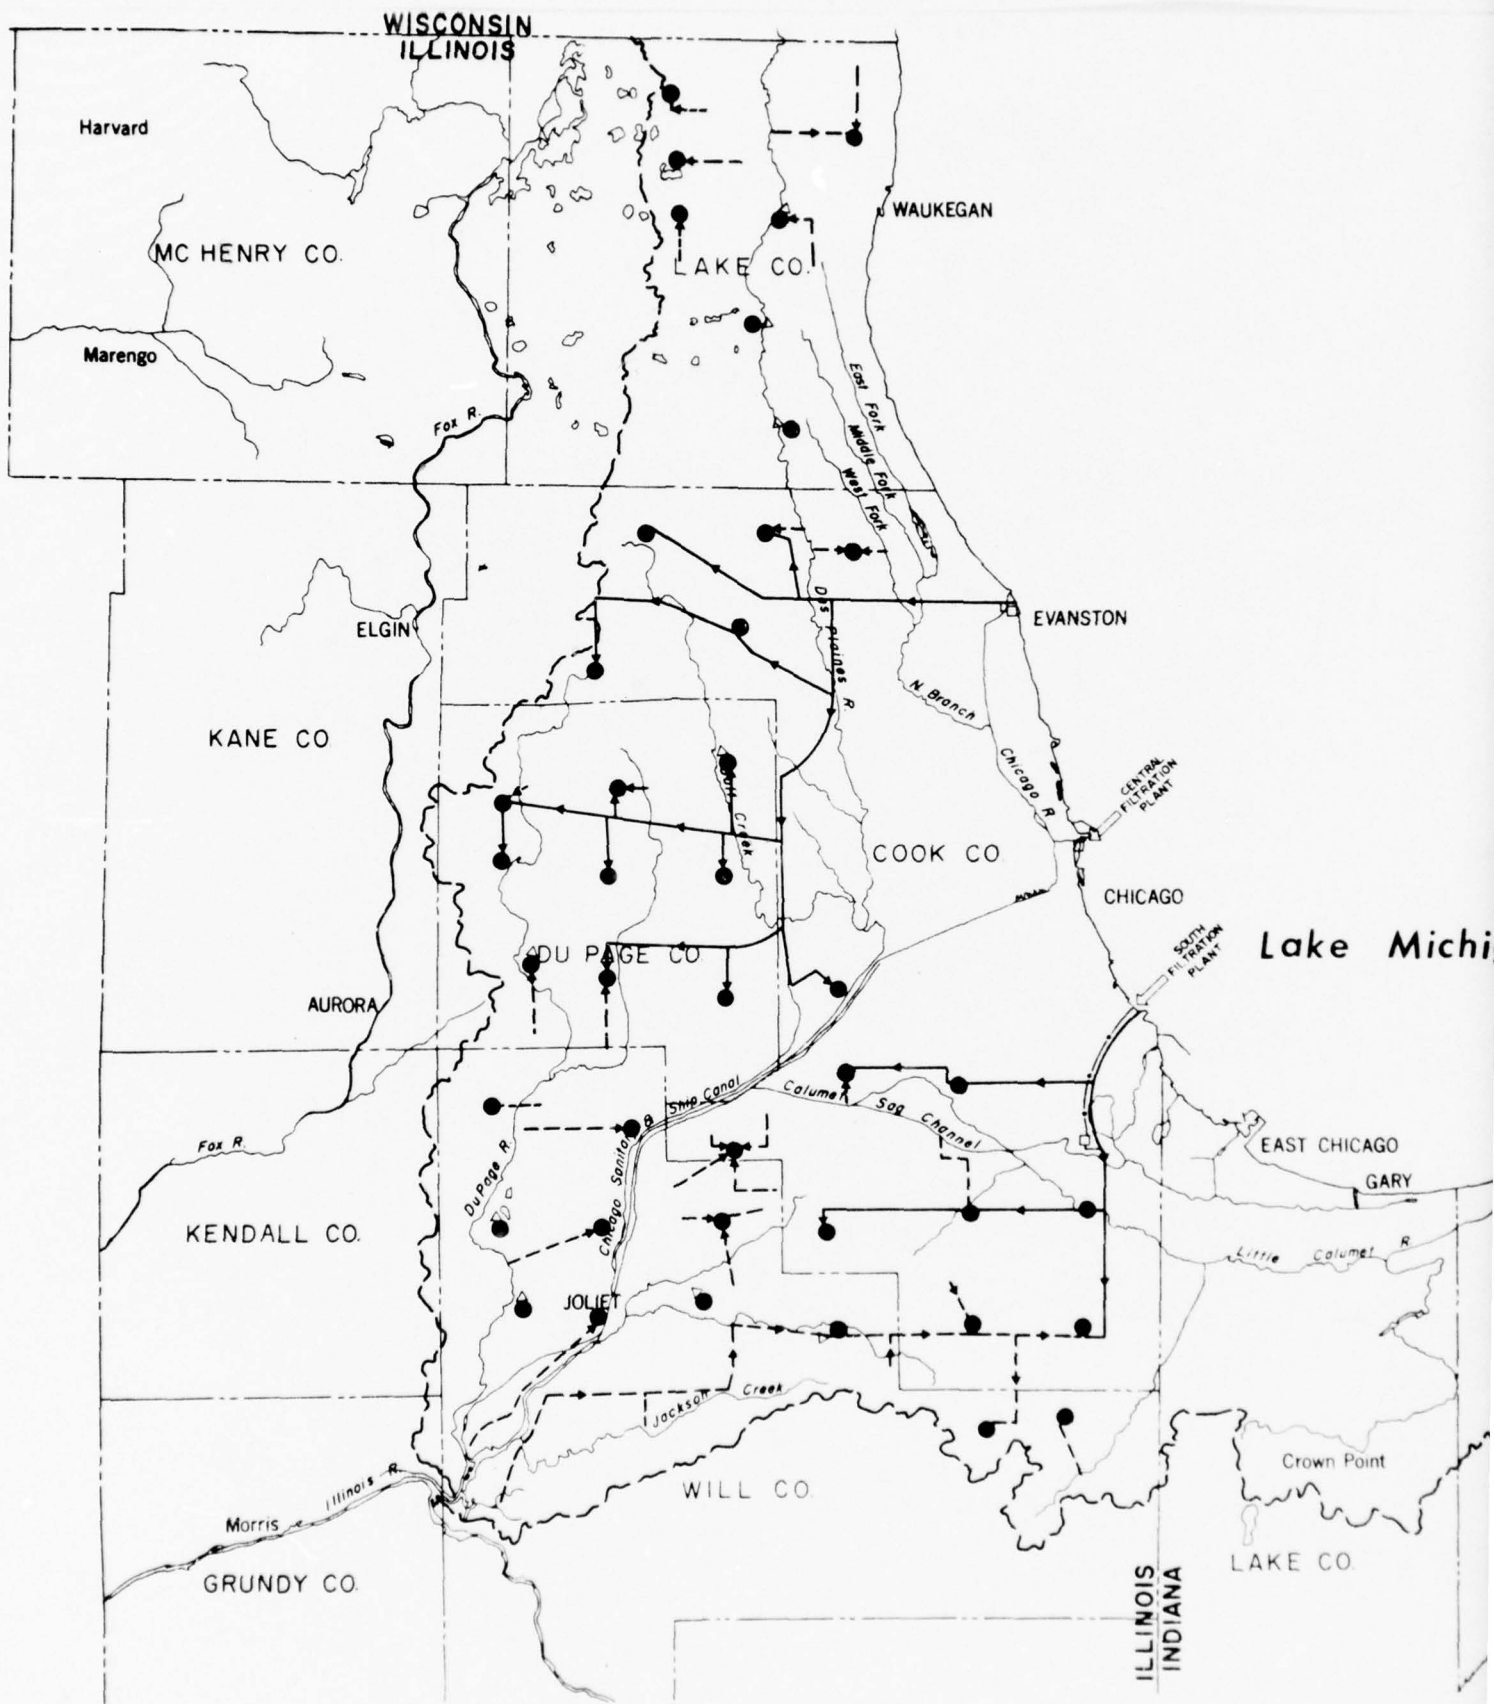 WISCONSIN
ILLINOIS
Harvard
WAUKEGAN
MC HENRY CO.
LAKE CO.
Marengo
East Fork
Middle Fork
West Fork
Fox R.
ELGIN
EVANSTON
Des Plaines R
N. Branch
KANE CO
Chicago R
CENTRAL
FILTRATION
PLANT
Salt Creek
COOK CO.
CHICAGO
SOUTH
FILTRATION
PLANT
Lake Michi
DU PAGE CO
AURORA
Ship Canal
Calumet Sag Channel
Fox R.
EAST CHICAGO
GARY
DuPage R.
Chicago Sanitary &
KENDALL CO.
Little Calumet R.
JOLIET
Jackson Creek
Crown Point
WILL CO.
Illinois R.
Morris
LAKE CO.
GRUNDY CO.
ILLINOIS
INDIANA